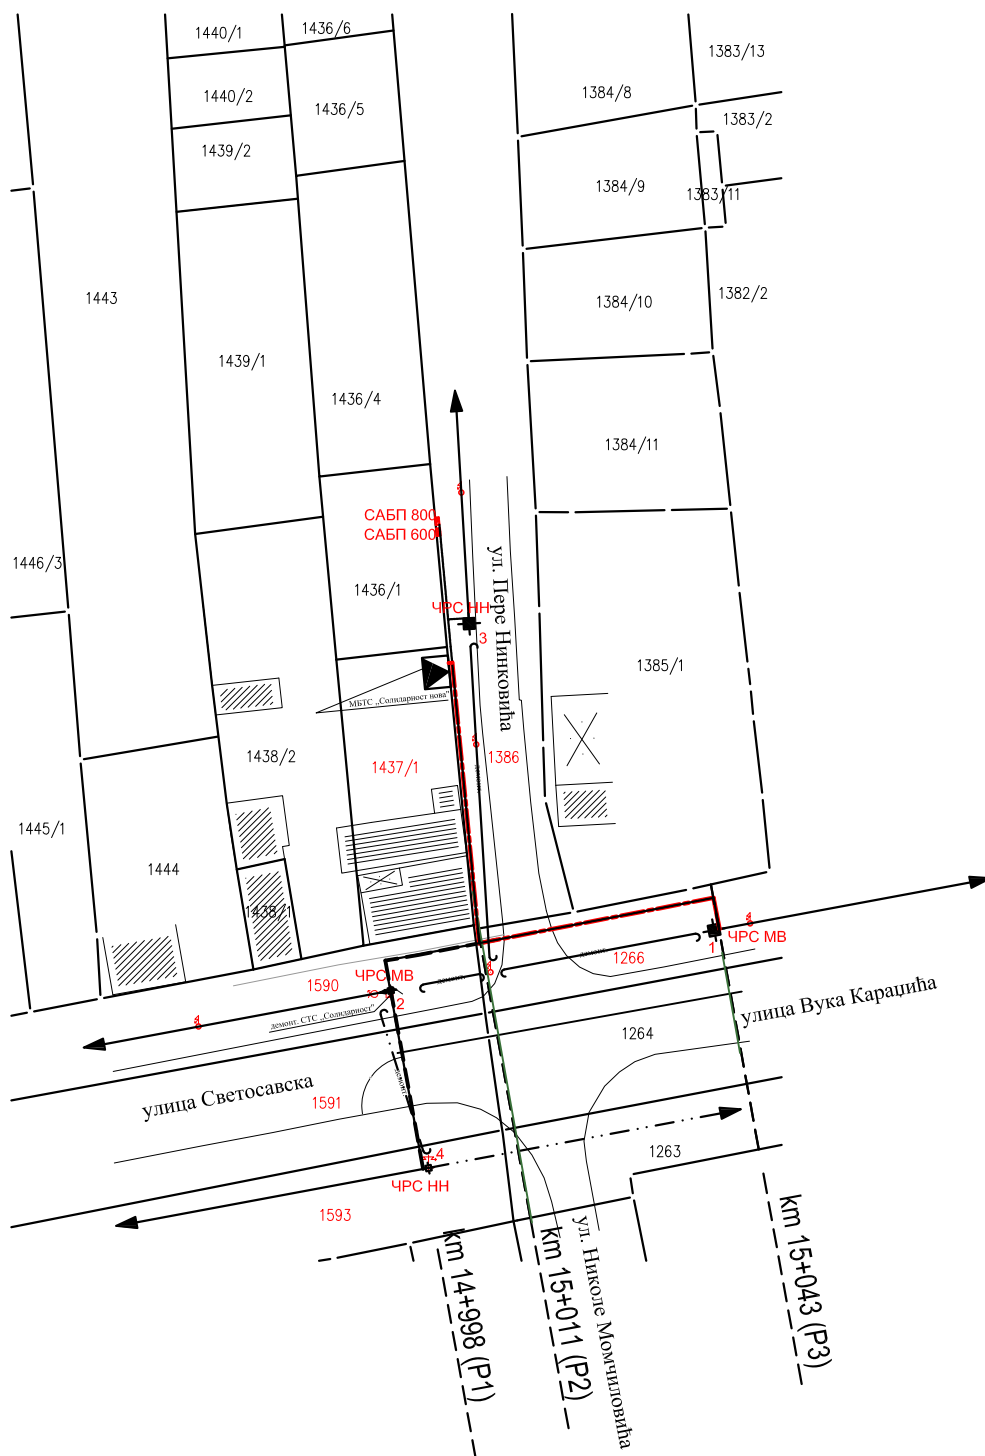 1440/1
1436/6
1383/13
1440/2
1436/5
1384/8
1383/2
1439/2
1384/9
1383/11
1443
1384/10
1382/2
1439/1
1436/4
1384/11
САБП 800
САБП 600
1446/3
1436/1
ЧРС НН
3
ул. Пере Нинковића
1385/1
МБТС „Солидарност нова"
1438/2
1437/1
1386
1445/1
1444
1438/1
ЧРС МВ
1
1266
ЧРС МВ
2
1590
демонт. СТС „Солидарност"
улица Вука Караџића
1264
улица Светосавска
1591
4
1263
ЧРС НН
1593
km 14+998 (P1)
km 15+011 (P2)
ул. Николе Момчиловића
km 15+043 (P3)